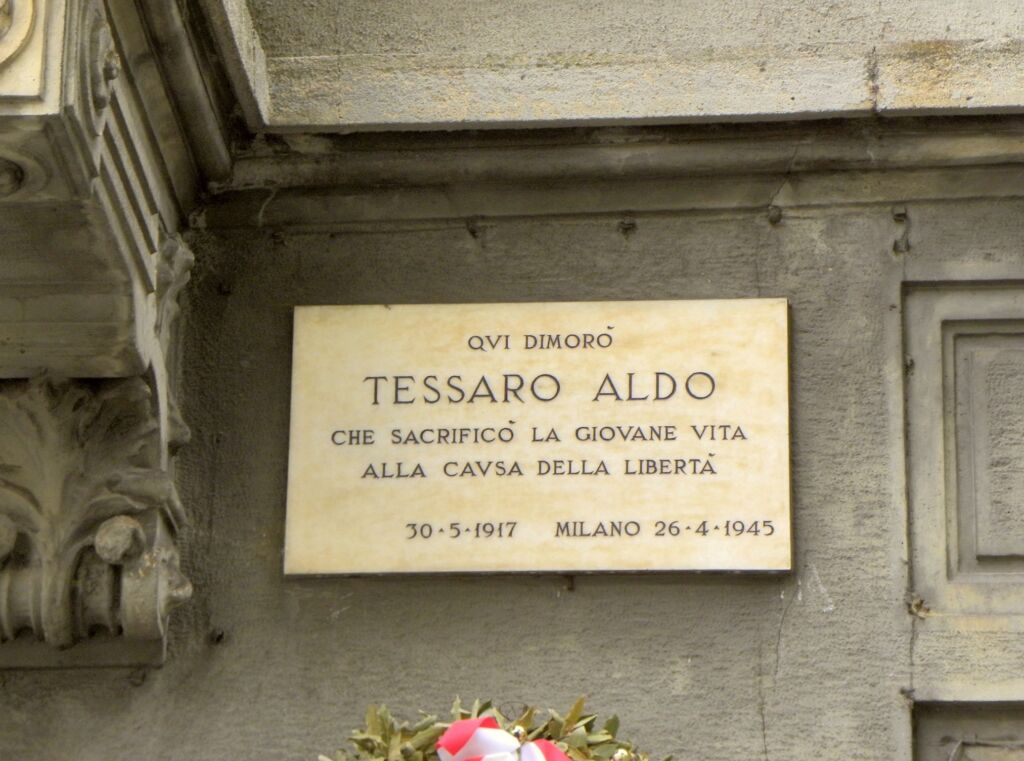 QVI DIMORÒ
TESSARO ALDO
CHE SACRIFICÒ LA GIOVANE VITA
ALLA CAVSA DELLA LIBERTÀ
30·5·1917 MILANO 26·4·1945